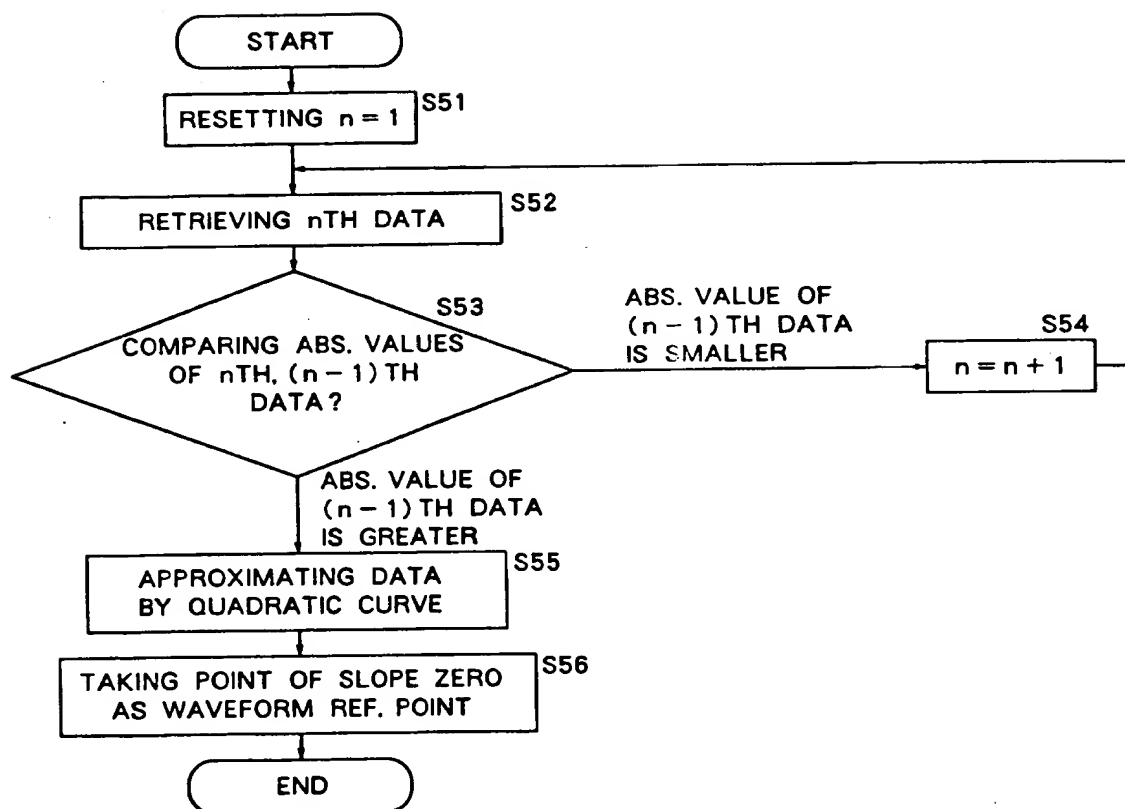 START
RESETTING n = 1
S51
RETRIEVING nTH DATA
S52
S53
COMPARING ABS. VALUES
OF nTH, (n - 1) TH
DATA?
ABS. VALUE OF
(n - 1) TH DATA
IS SMALLER
S54
n = n + 1
ABS. VALUE OF
(n - 1) TH DATA
IS GREATER
S55
APPROXIMATING DATA
BY QUADRATIC CURVE
S56
TAKING POINT OF SLOPE ZERO
AS WAVEFORM REF. POINT
END